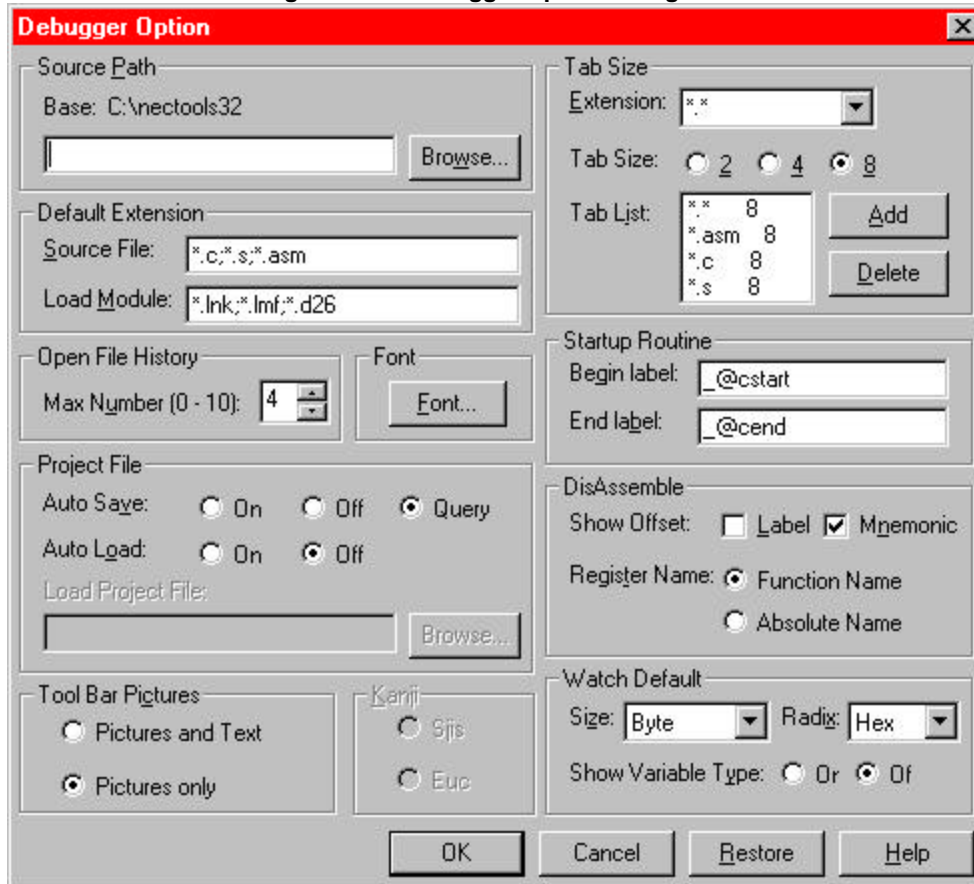 Debugger Option
Source Path
Base: C:\nectools32
Browse...
Default Extension
Source File: *.c;*.s;*.asm
Load Module: *.lnk;*.lmf;*.d26
Open File History
Max Number (0 - 10): 4
Font
Font...
Project File
Auto Save: On Off Query
Auto Load: On Off
Load Project File:
Browse...
Tool Bar Pictures
Pictures and Text
Pictures only
Kanji
Sjis
Euc
Tab Size
Extension: *.*
Tab Size: 2 4 8
Tab List: *.* 8
*.asm 8
*.c 8
*.s 8
Add
Delete
Startup Routine
Begin label: _@cstart
End label: _@cend
DisAssemble
Show Offset: Label Mnemonic
Register Name: Function Name
Absolute Name
Watch Default
Size: Byte Radix: Hex
Show Variable Type: Or Of
OK Cancel Restore Help